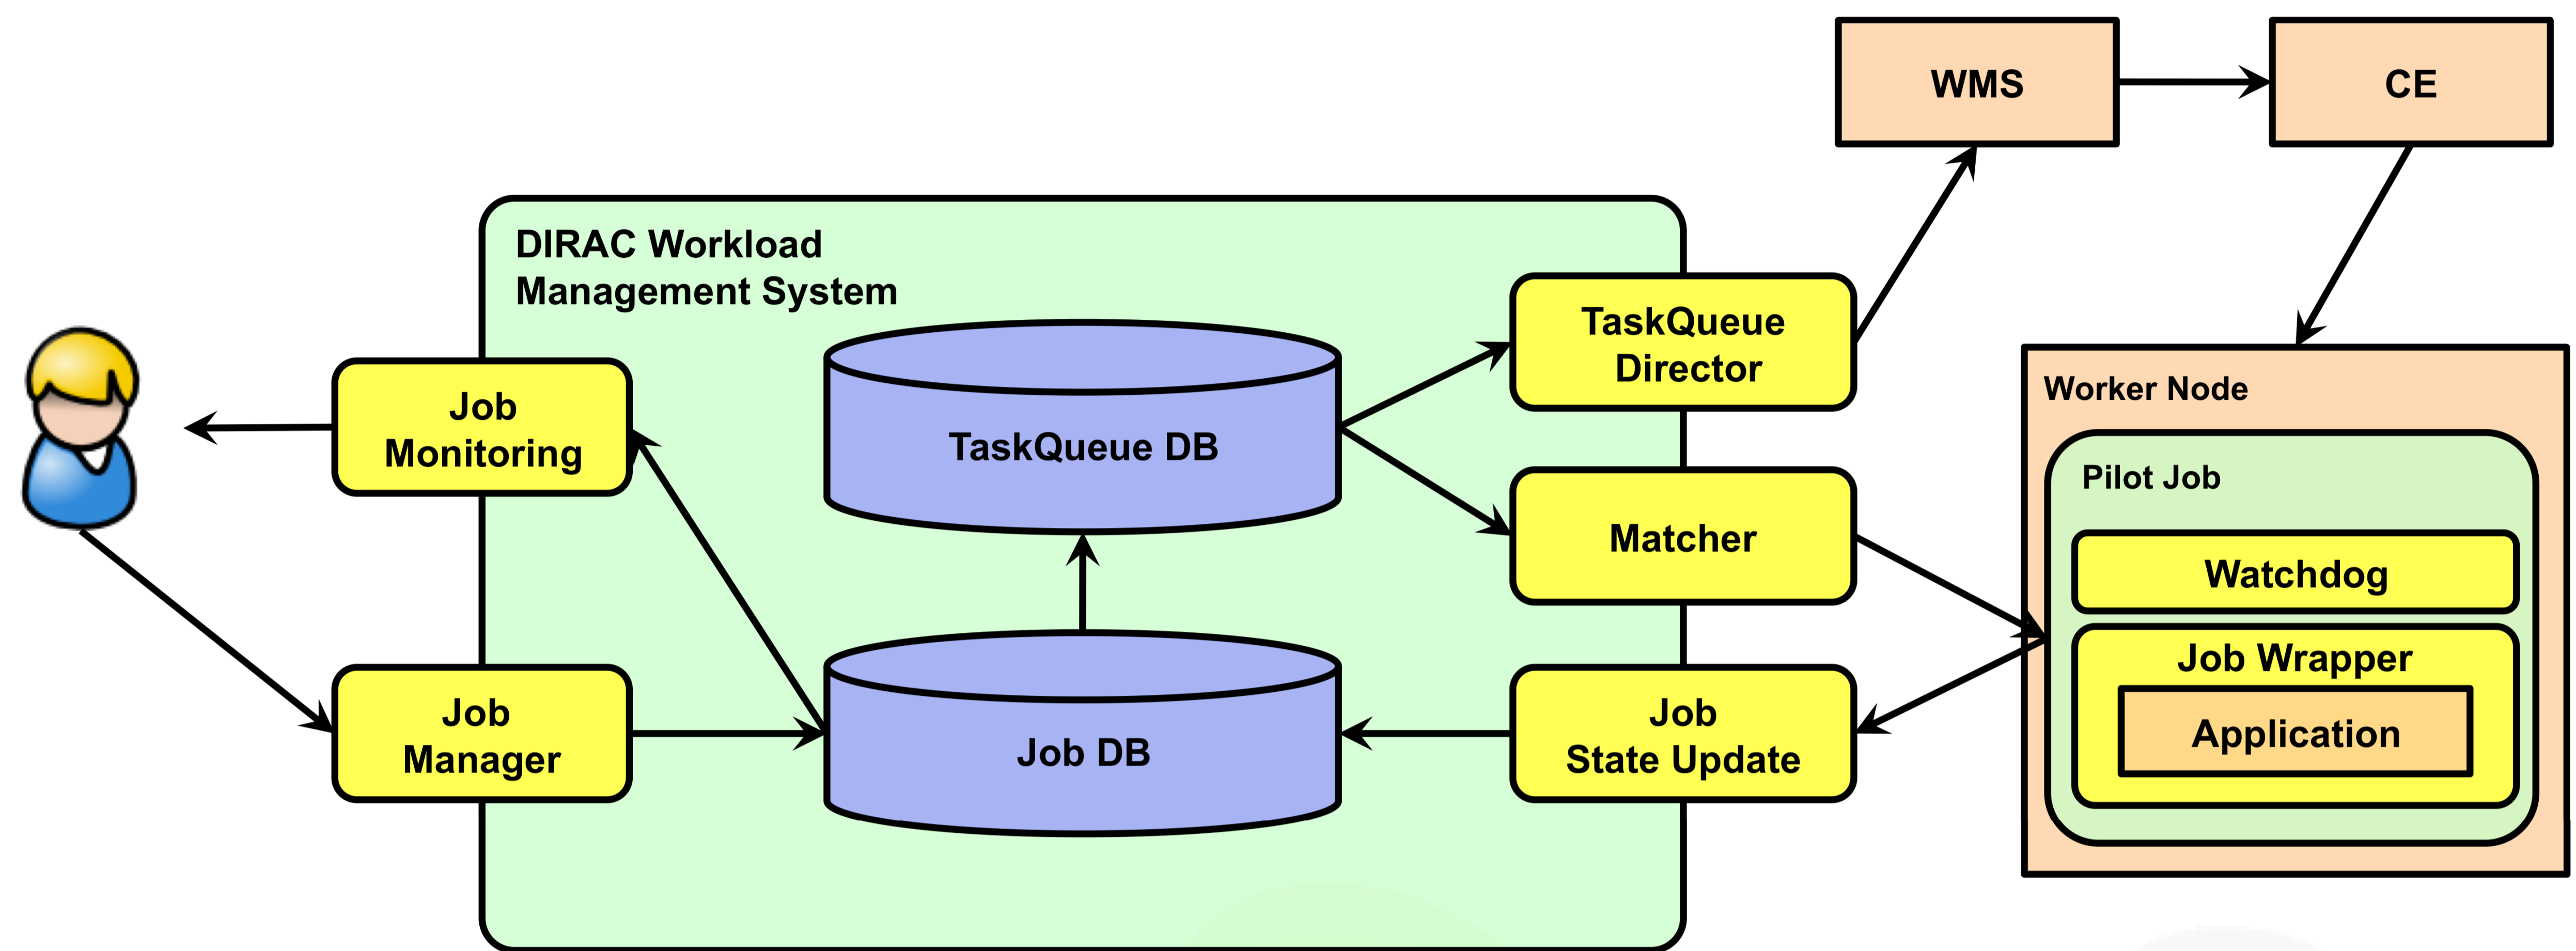 WMS
CE
DIRAC Workload
Management System
TaskQueue
Director
Job
Monitoring
TaskQueue DB
Matcher
Job
Manager
Job DB
Job
State Update
Worker Node
Pilot Job
Watchdog
Job Wrapper
Application